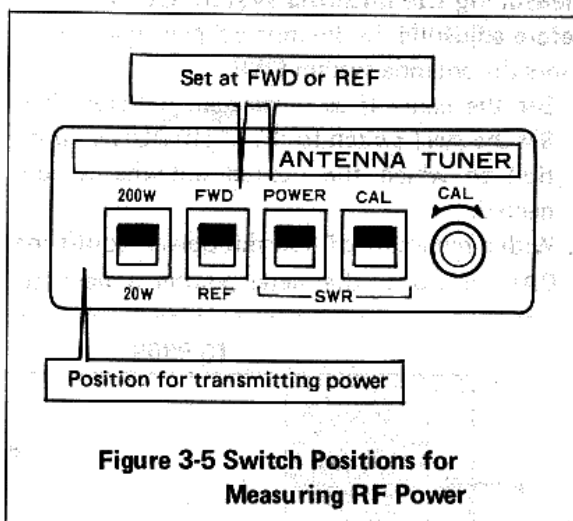 Set at FWD or REF
ANTENNA TUNER
200W FWD POWER CAL CAL
20W REF SWR
Position for transmitting power
Figure 3-5 Switch Positions for
Measuring RF Power